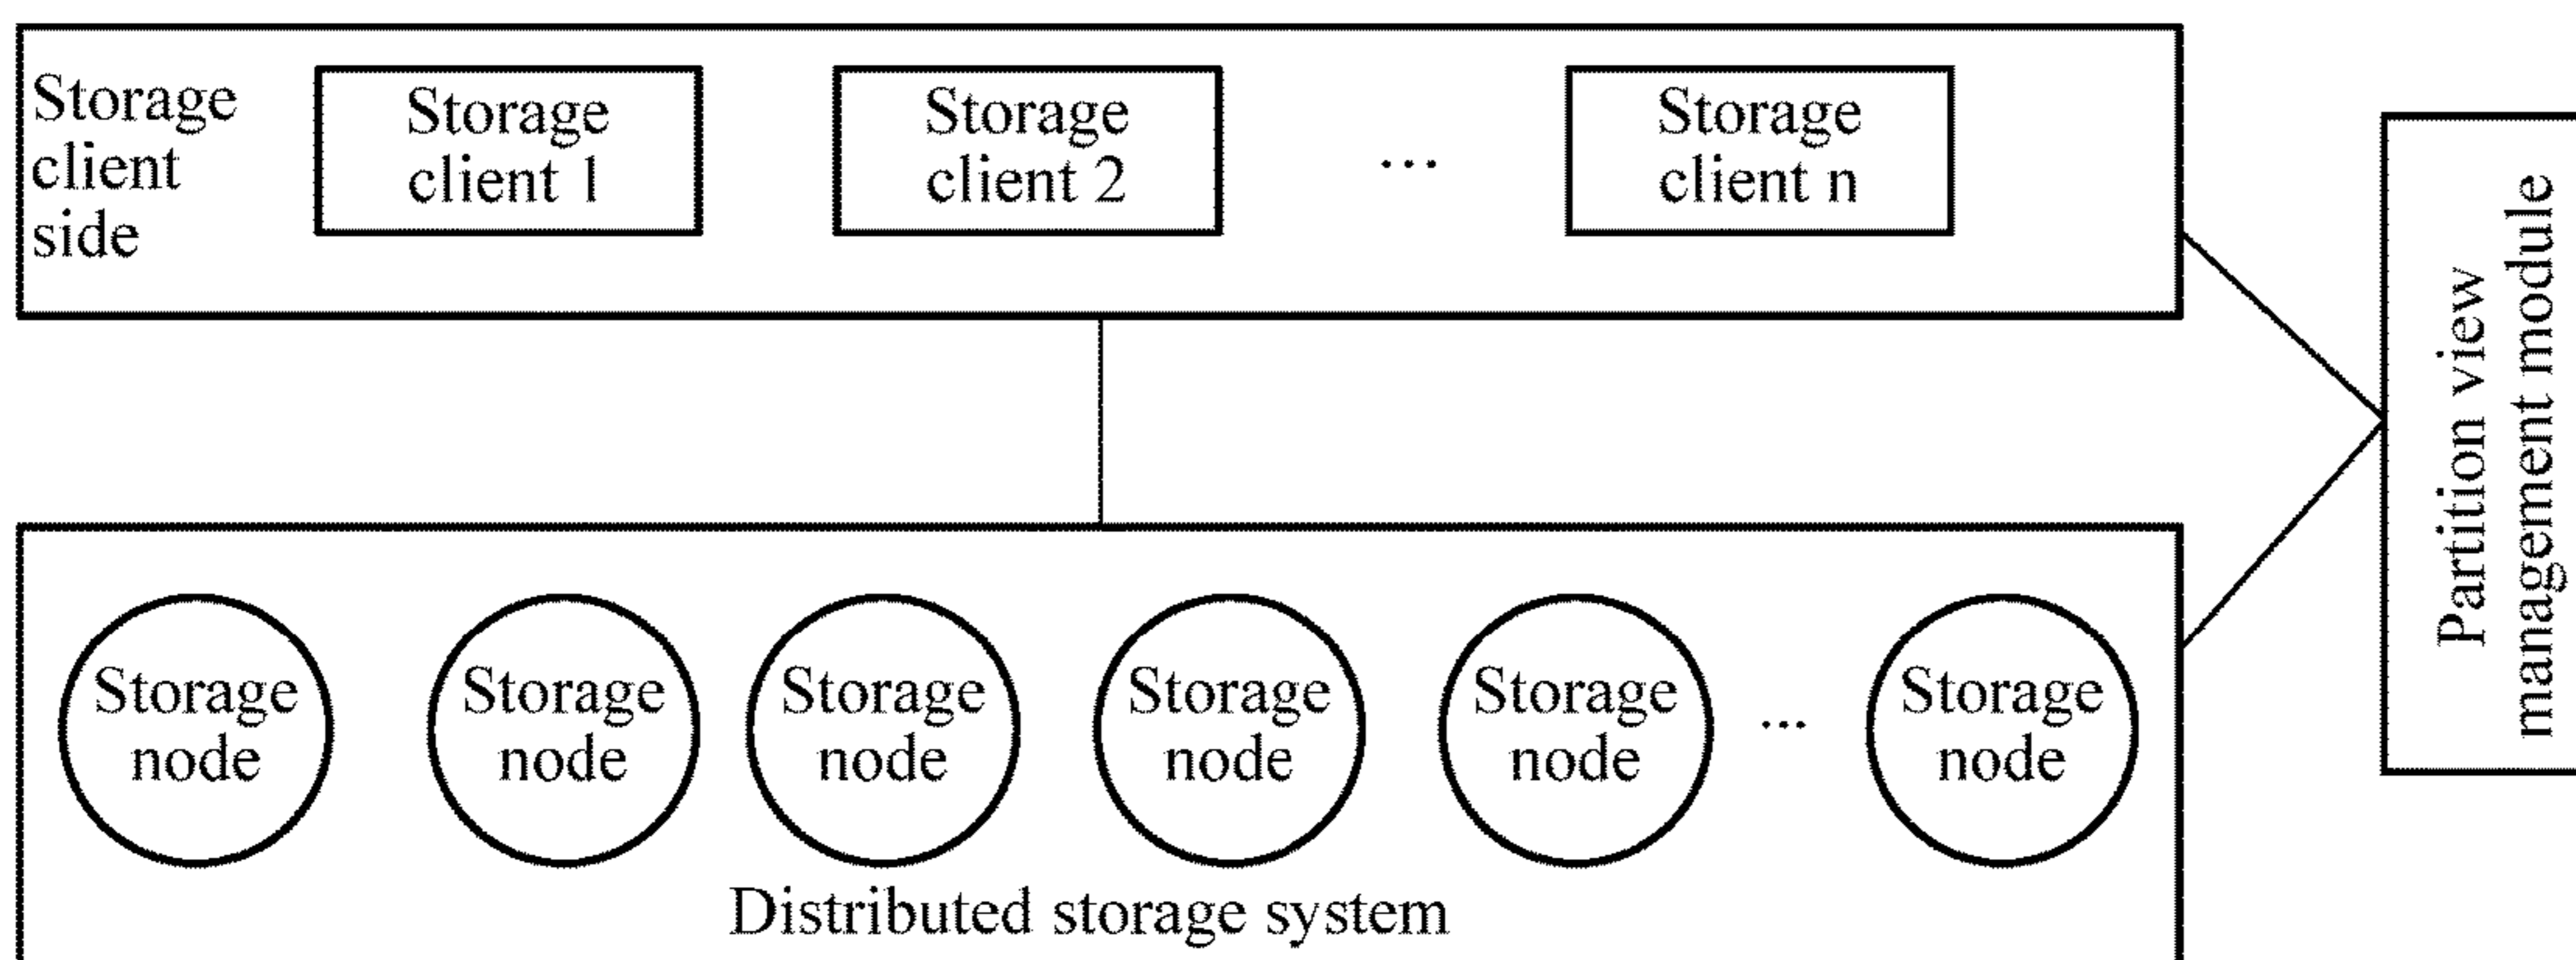 Storage
client
side
Storage
client 1
Storage
client 2
...
Storage
client n
Partition view
management module
Storage
node
Storage
node
Storage
node
Storage
node
Storage
node
...
Storage
node
Distributed storage system